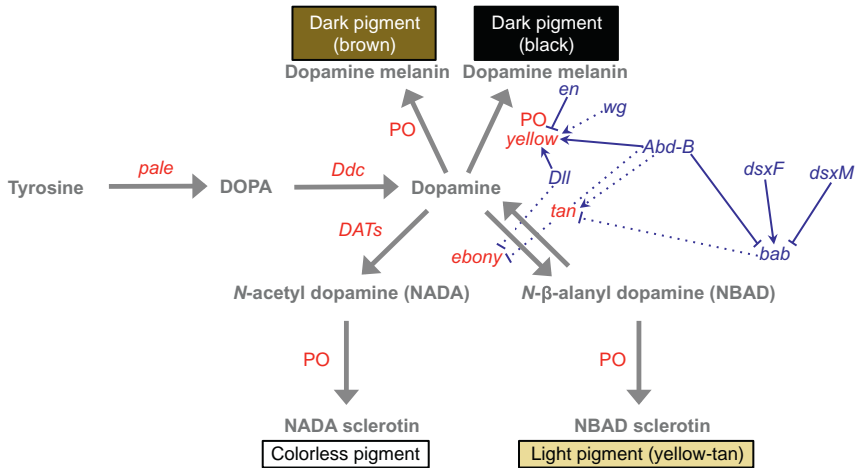 Dark pigment
(brown)
Dark pigment
(black)
Dopamine melanin
Dopamine melanin
en
wg
PO
PO
yellow
Abd-B
pale
Ddc
dsxF
dsxM
Tyrosine
DOPA
Dopamine
Dll
DATs
tan
ebony
bab
N-acetyl dopamine (NADA)
N-β-alanyl dopamine (NBAD)
PO
PO
NADA sclerotin
NBAD sclerotin
Colorless pigment
Light pigment (yellow-tan)